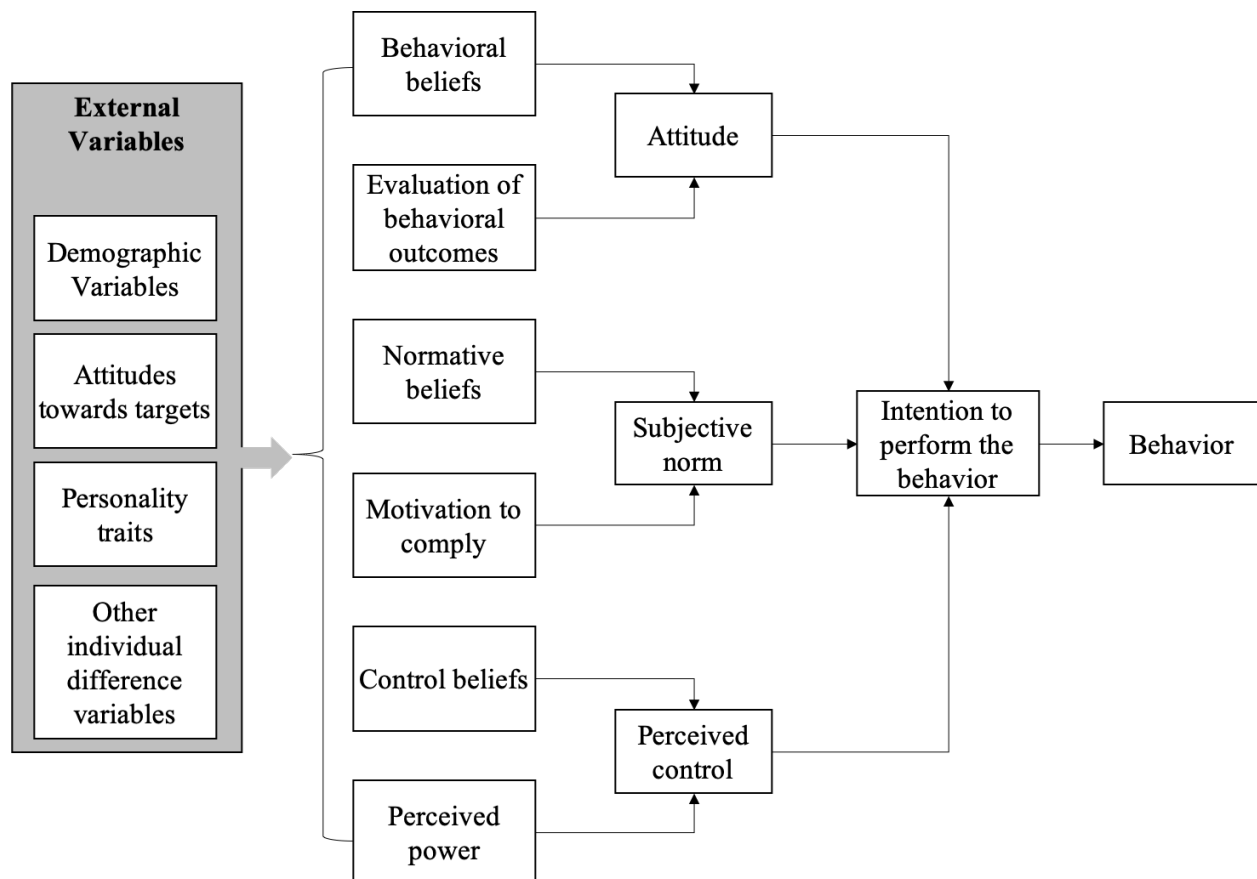 External
Variables
Demographic
Variables
Attitudes
towards targets
Personality
traits
Other
individual
difference
variables
Behavioral
beliefs
Evaluation of
behavioral
outcomes
Normative
beliefs
Motivation to
comply
Control beliefs
Perceived
power
Attitude
Subjective
norm
Perceived
control
Intention to
perform the
behavior
Behavior